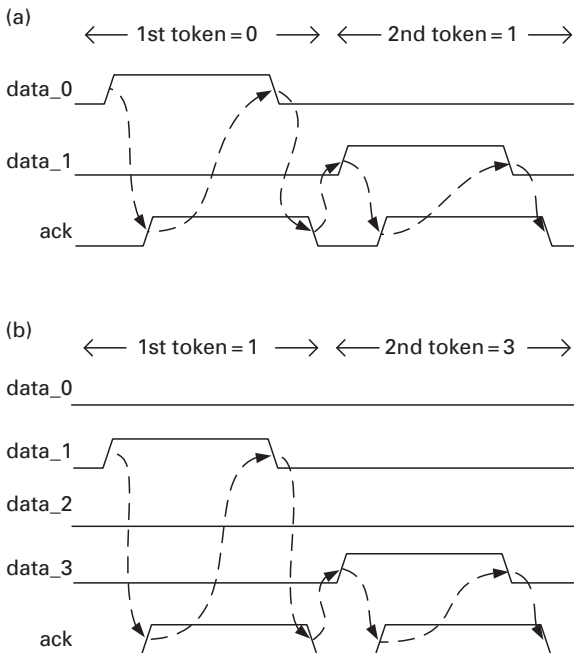 (a)
1st token = 0 2nd token = 1
data_0
data_1
ack
(b)
1st token = 1 2nd token = 3
data_0
data_1
data_2
data_3
ack